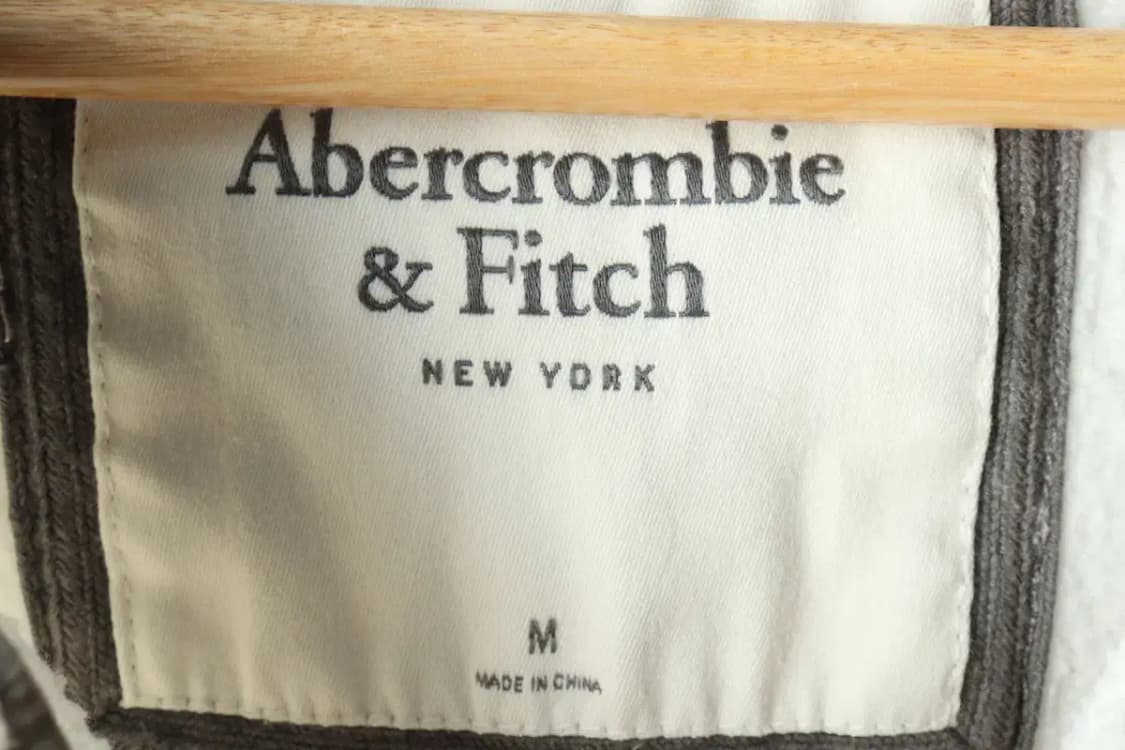 Abercrombie
& Fitch
NEW YORK
M
MADE IN CHINA